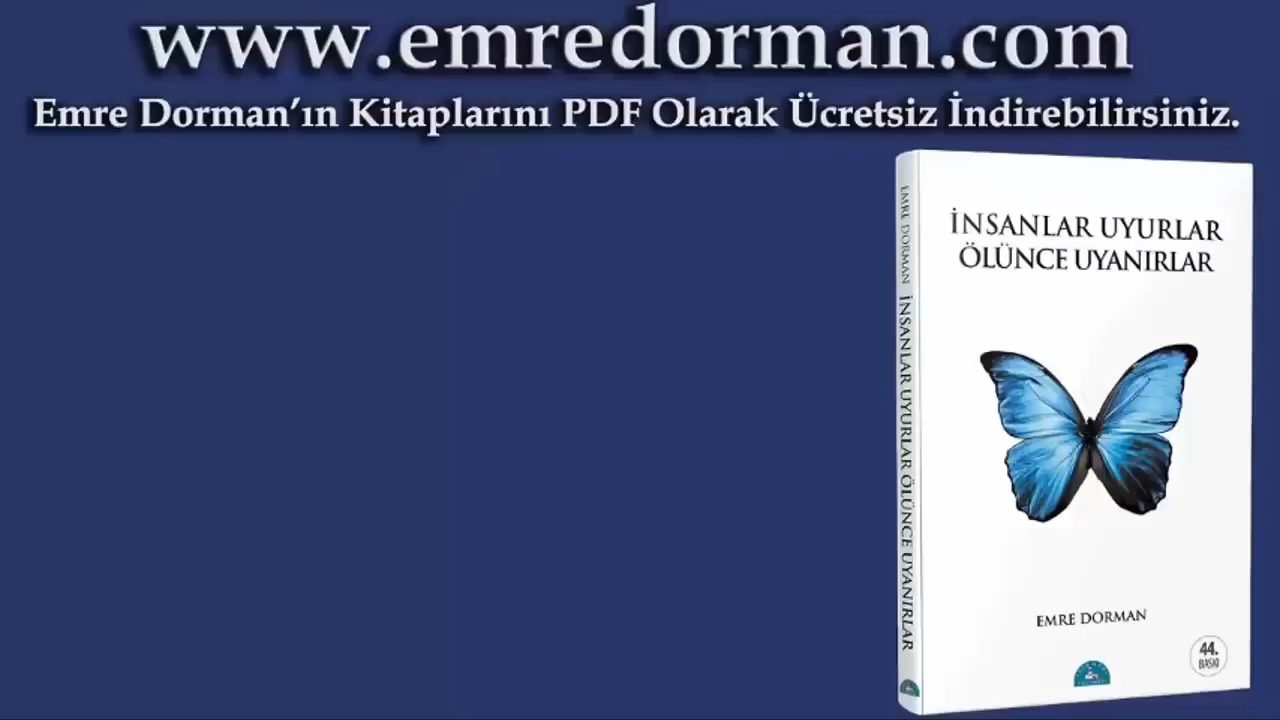 www.emredorman.com
Emre Dorman’ın Kitaplarını PDF Olarak Ücretsiz İndirebilirsiniz.
EMRE DORMAN İNSANLAR UYURLAR ÖLÜNCE UYANIRLAR
İNSANLAR UYURLAR
ÖLÜNCE UYANIRLAR
EMRE DORMAN
44.
BASKI